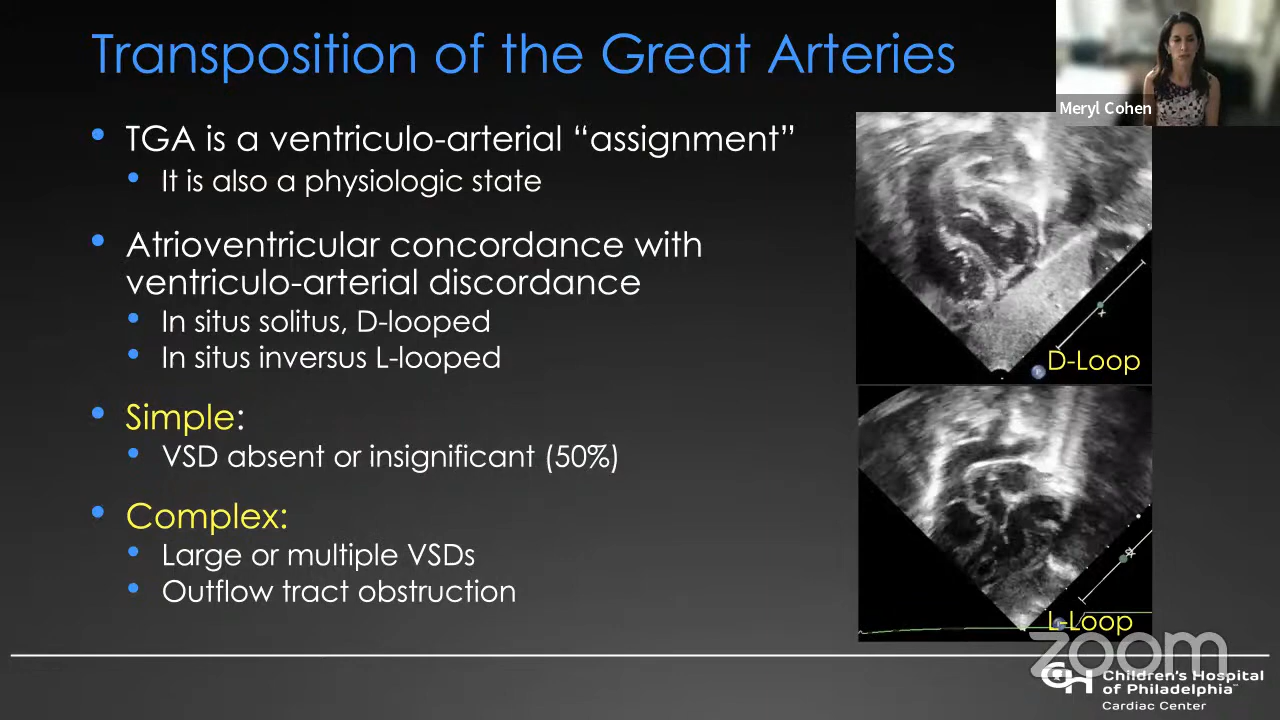 Transposition of the Great Arteries
Meryl Cohen
• TGA is a ventriculo-arterial “assignment”
• It is also a physiologic state
• Atrioventricular concordance with
ventriculo-arterial discordance
• In situs solitus, D-looped
• In situs inversus L-looped
• Simple:
• VSD absent or insignificant (50%)
• Complex:
• Large or multiple VSDs
• Outflow tract obstruction
D-Loop
L-Loop
zoom
CH Children's Hospital
of Philadelphia
Cardiac Center